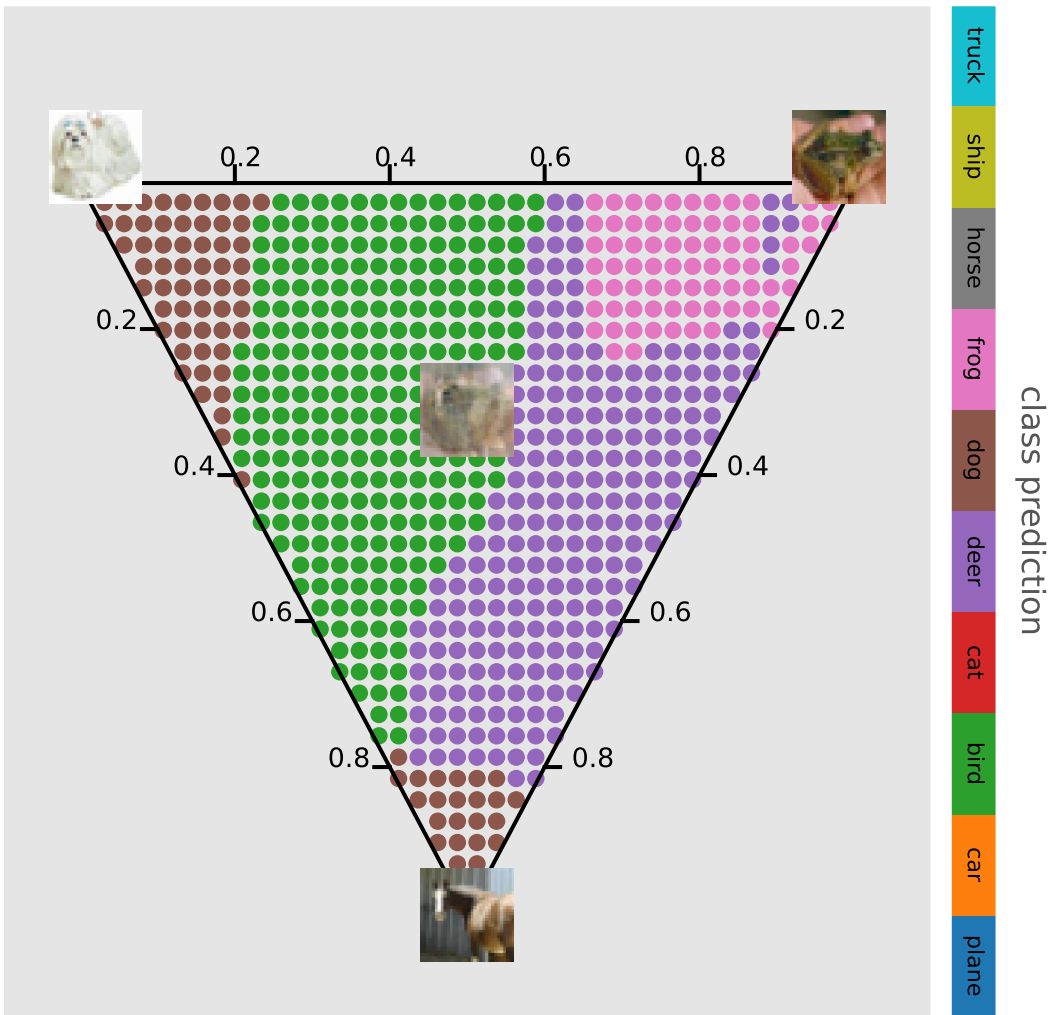 0.2 0.4 0.6 0.8
0.2 0.2
0.4 0.4
0.6 0.6
0.8 0.8
truck
ship
horse
frog
dog
deer
cat
bird
car
plane
class prediction